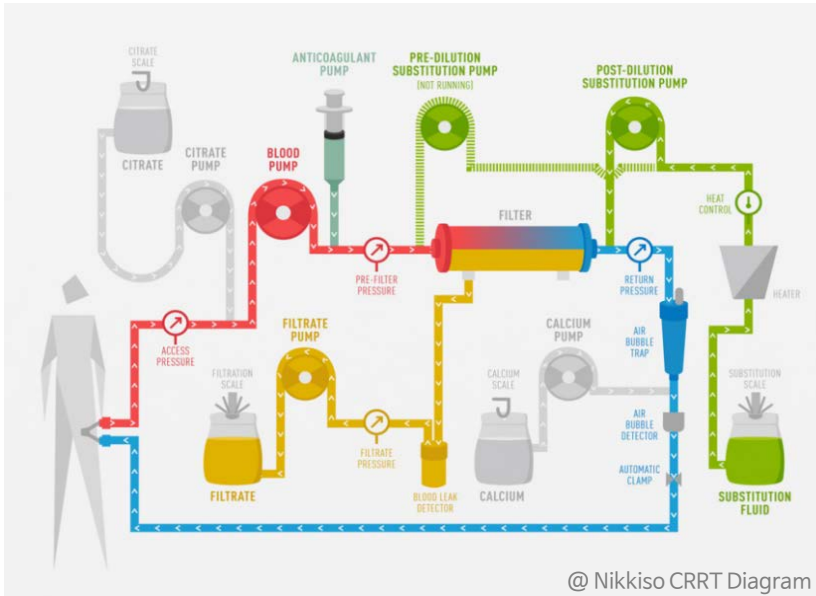 CITRATE
SCALE
CITRATE
CITRATE
PUMP
BLOOD
PUMP
ANTICOAGULANT
PUMP
PRE-DILUTION
SUBSTITUTION PUMP
[NOT RUNNING]
POST-DILUTION
SUBSTITUTION PUMP
HEAT
CONTROL
FILTER
PRE-FILTER
PRESSURE
RETURN
PRESSURE
HEATER
ACCESS
PRESSURE
FILTRATE
PUMP
CALCIUM
PUMP
AIR
BUBBLE
TRAP
FILTRATION
SCALE
CALCIUM
SCALE
SUBSTITUTION
SCALE
AIR
BUBBLE
DETECTOR
FILTRATE
PRESSURE
AUTOMATIC
CLAMP
FILTRATE
BLOOD LEAK
DETECTOR
CALCIUM
SUBSTITUTION
FLUID
@ Nikkiso CRRT Diagram